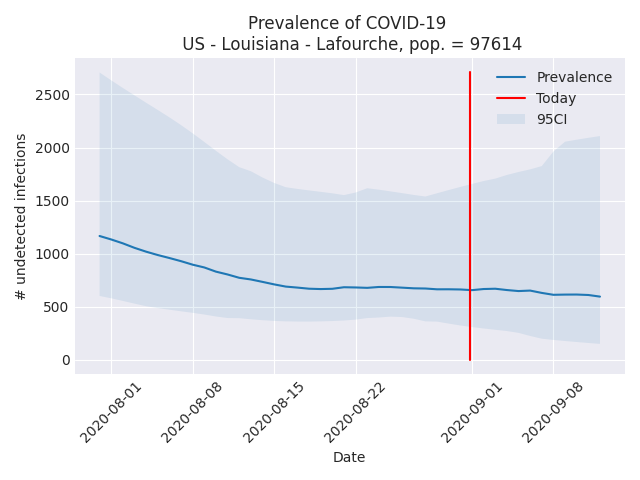 Prevalence of COVID-19
US - Louisiana - Lafourche, pop. = 97614
Prevalence
Today
95CI
# undetected infections
2500
2000
1500
1000
500
0
2020-08-01
2020-08-08
2020-08-15
2020-08-22
2020-09-01
2020-09-08
Date